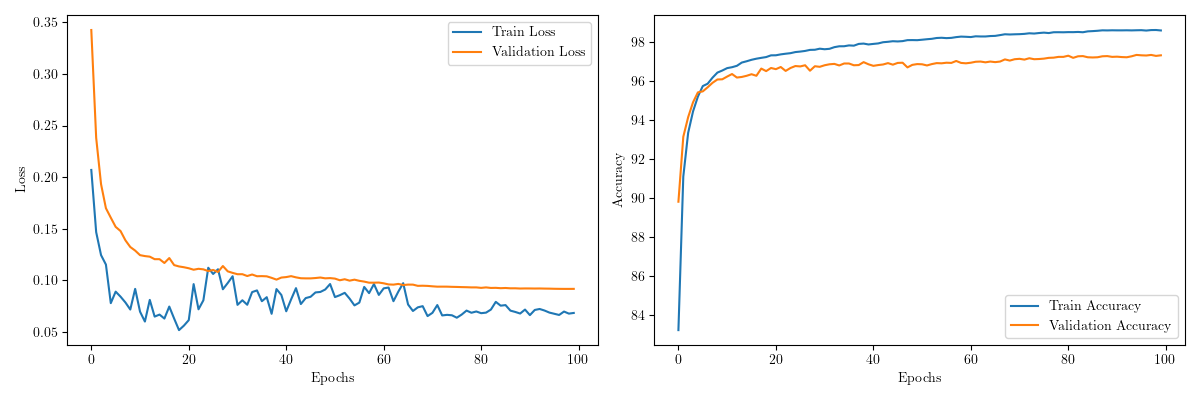 0.35
0.30
0.25
0.20
0.15
0.10
0.05
Loss
0 20 40 60 80 100
Epochs
Train Loss
Validation Loss
98
96
94
92
90
88
86
84
Accuracy
0 20 40 60 80 100
Epochs
Train Accuracy
Validation Accuracy